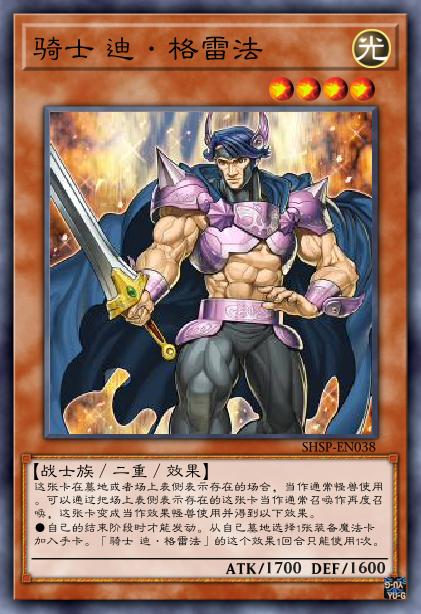 骑士 迪·格雷法
光
SHSP-EN038
【战士族／二重／效果】
这张卡在墓地或者场上表侧表示存在的场合，当作通常怪兽使用
。可以通过把场上表侧表示存在的这张卡当作通常召唤作再度召
唤，这张卡变成当作效果怪兽使用并得到以下效果。
●自己的结束阶段时才能发动。从自己墓地选择1张装备魔法卡
加入手卡。「骑士 迪·格雷法」的这个效果1回合只能使用1次。
ATK/1700 DEF/1600